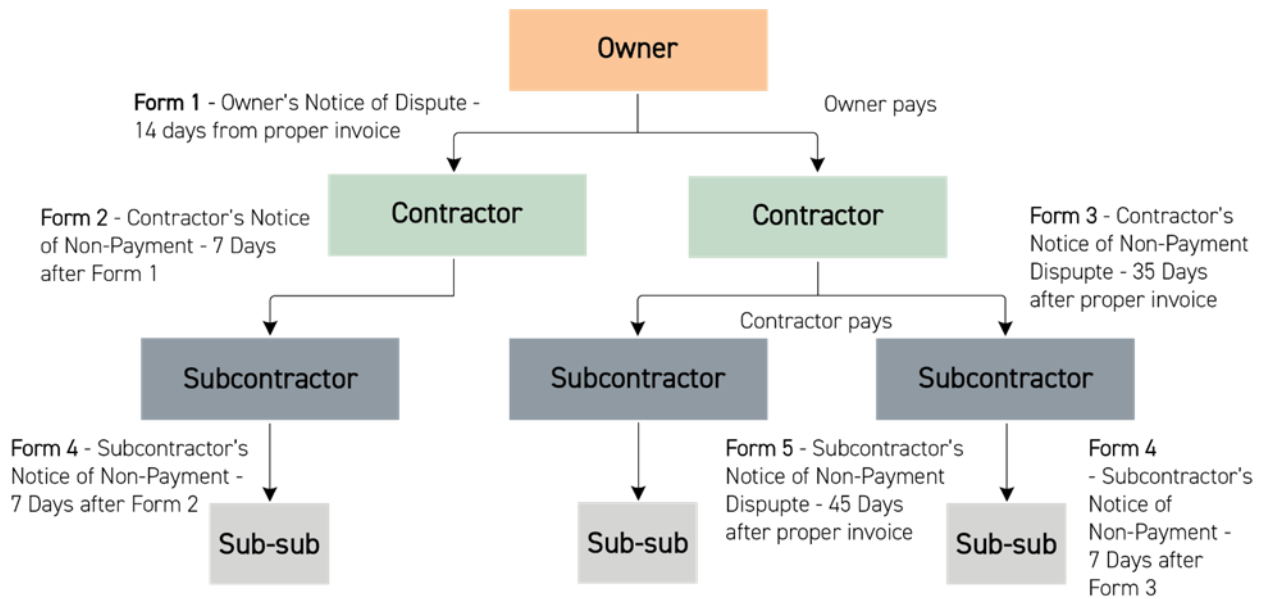 Owner
Form 1 - Owner's Notice of Dispute -
14 days from proper invoice
Owner pays
Contractor
Contractor
Form 2 - Contractor's Notice
of Non-Payment - 7 Days
after Form 1
Form 3 - Contractor's
Notice of Non-Payment
Dispupte - 35 Days
after proper invoice
Contractor pays
Subcontractor
Subcontractor
Subcontractor
Form 4 - Subcontractor's
Notice of Non-Payment -
7 Days after Form 2
Form 5 - Subcontractor's
Notice of Non-Payment
Dispupte - 45 Days
after proper invoice
Form 4
- Subcontractor's
Notice of
Non-Payment -
7 Days after
Form 3
Sub-sub
Sub-sub
Sub-sub